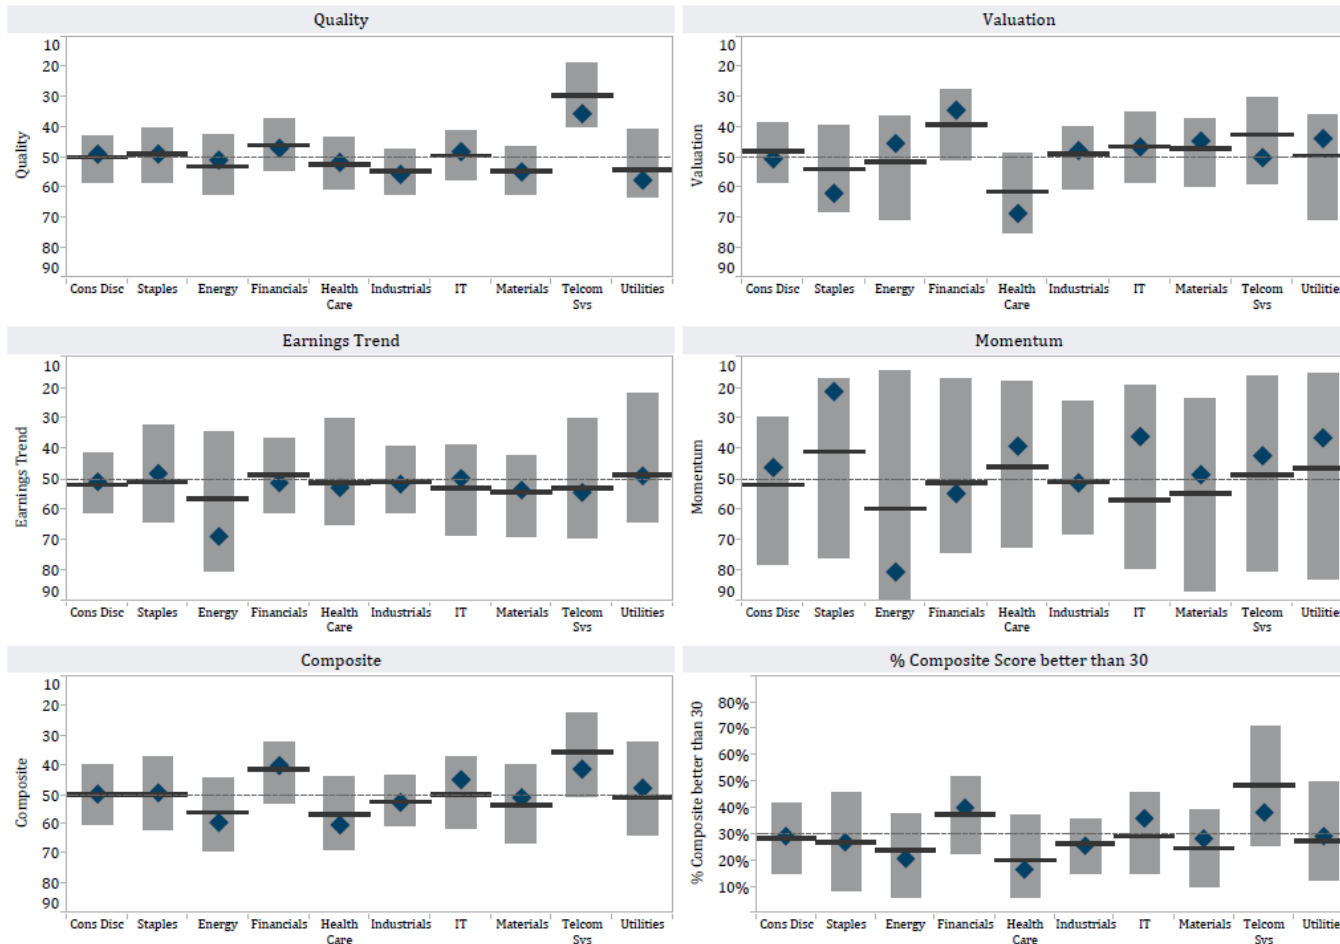 Quality
Quality
10
20
30
40
50
60
70
80
90
Cons Disc Staples Energy Financials Health Care Industrials IT Materials Telcom Svs Utilities
Valuation
Valuation
10
20
30
40
50
60
70
80
90
Cons Disc Staples Energy Financials Health Care Industrials IT Materials Telcom Svs Utilities
Earnings Trend
Earnings Trend
10
20
30
40
50
60
70
80
90
Cons Disc Staples Energy Financials Health Care Industrials IT Materials Telcom Svs Utilities
Momentum
Momentum
10
20
30
40
50
60
70
80
90
Cons Disc Staples Energy Financials Health Care Industrials IT Materials Telcom Svs Utilities
Composite
Composite
10
20
30
40
50
60
70
80
90
Cons Disc Staples Energy Financials Health Care Industrials IT Materials Telcom Svs Utilities
% Composite Score better than 30
% Composite better than 30
80%
70%
60%
50%
40%
30%
20%
10%
Cons Disc Staples Energy Financials Health Care Industrials IT Materials Telcom Svs Utilities